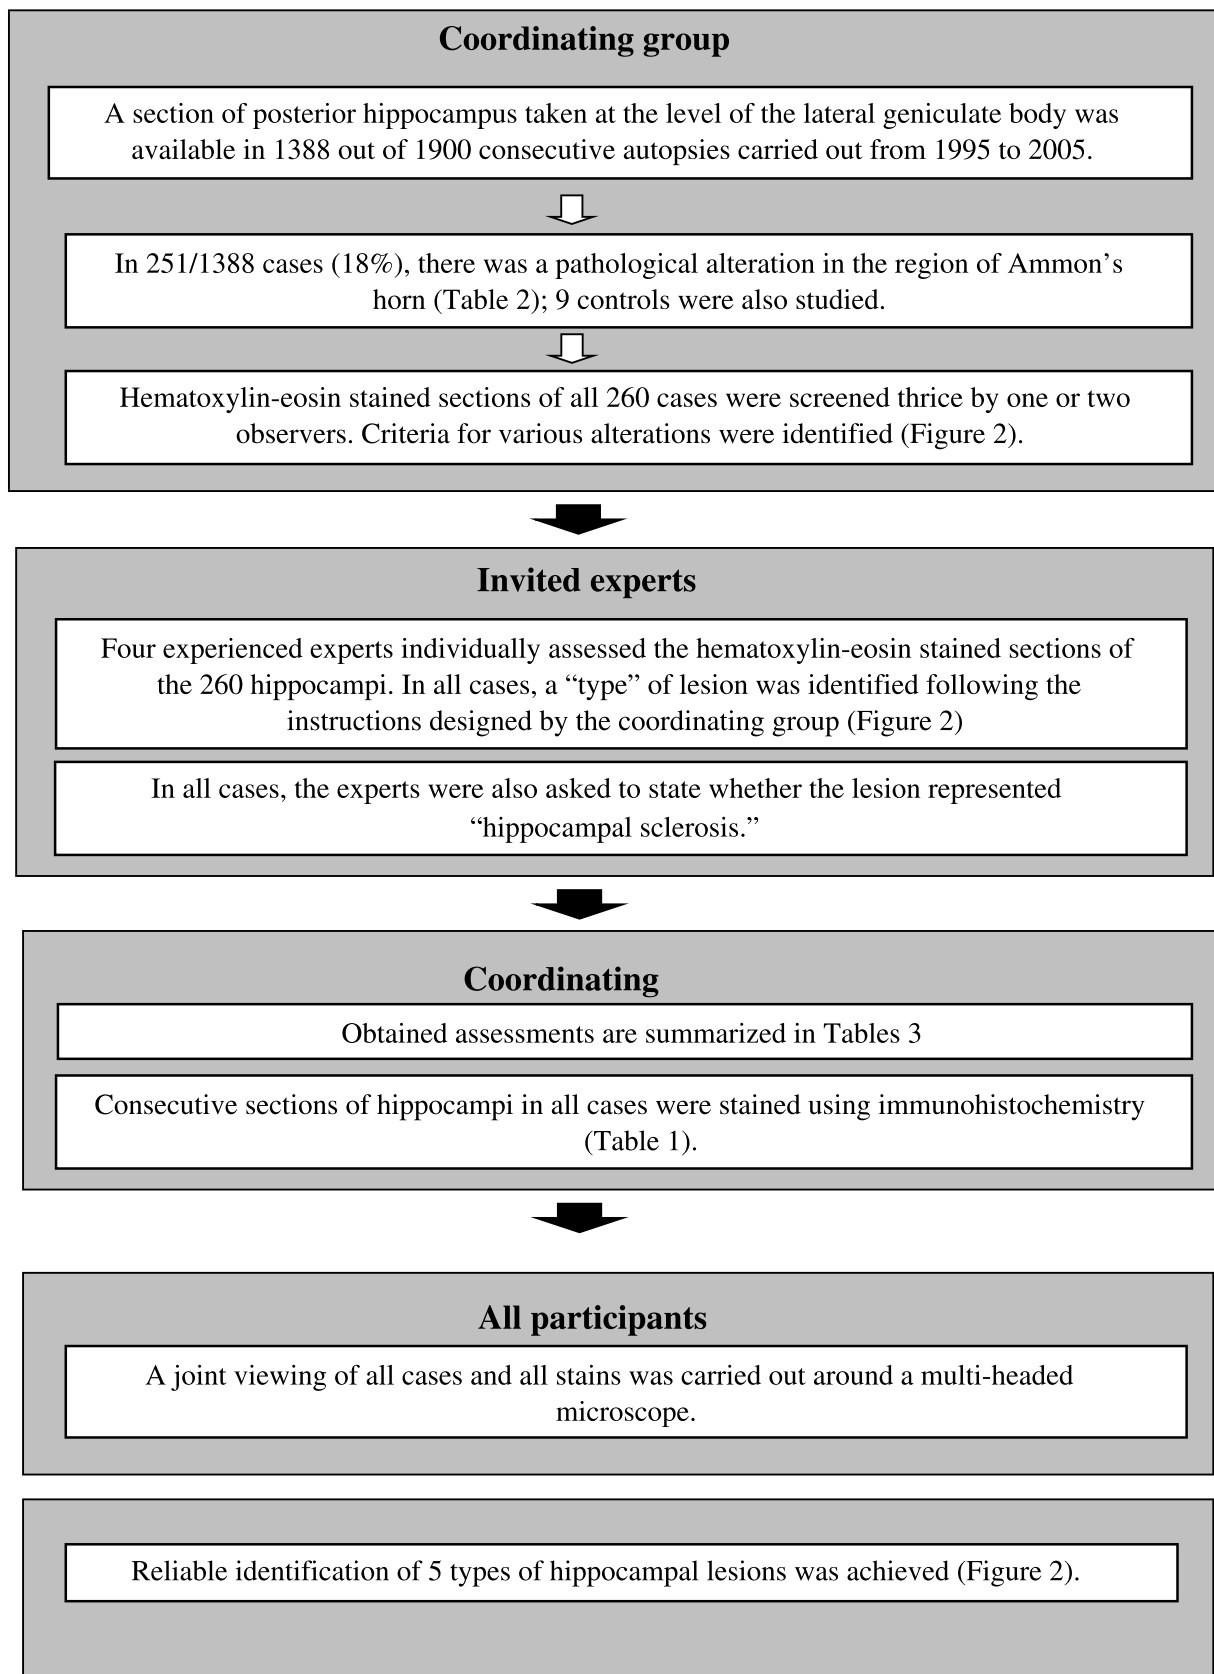 Coordinating group
A section of posterior hippocampus taken at the level of the lateral geniculate body was
available in 1388 out of 1900 consecutive autopsies carried out from 1995 to 2005.
In 251/1388 cases (18%), there was a pathological alteration in the region of Ammon’s
horn (Table 2); 9 controls were also studied.
Hematoxylin-eosin stained sections of all 260 cases were screened thrice by one or two
observers. Criteria for various alterations were identified (Figure 2).
Invited experts
Four experienced experts individually assessed the hematoxylin-eosin stained sections of
the 260 hippocampi. In all cases, a “type” of lesion was identified following the
instructions designed by the coordinating group (Figure 2)
In all cases, the experts were also asked to state whether the lesion represented
“hippocampal sclerosis.”
Coordinating
Obtained assessments are summarized in Tables 3
Consecutive sections of hippocampi in all cases were stained using immunohistochemistry
(Table 1).
All participants
A joint viewing of all cases and all stains was carried out around a multi-headed
microscope.
Reliable identification of 5 types of hippocampal lesions was achieved (Figure 2).